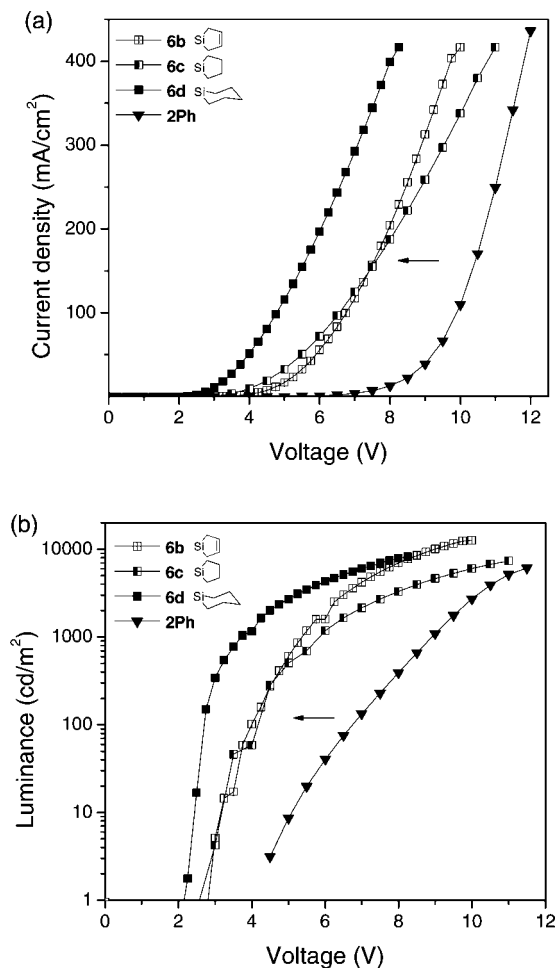 (a)
400
300
200
100
Current density (mA/cm²)
6b Si
6c Si
6d Si
2Ph
0 2 4 6 8 10 12
Voltage (V)
(b)
10000
1000
100
10
1
Luminance (cd/m²)
6b Si
6c Si
6d Si
2Ph
0 2 4 6 8 10 12
Voltage (V)